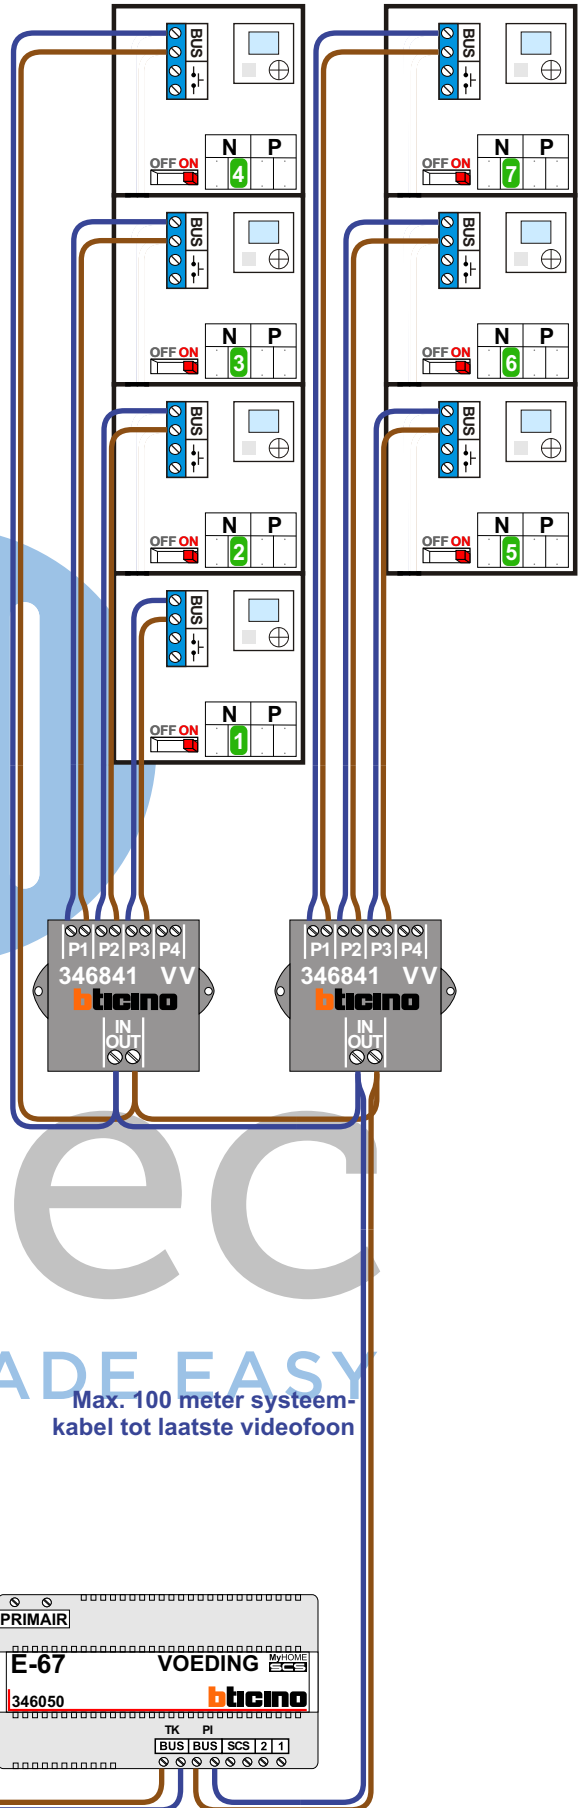 BUS
N P
OFF ON
4
BUS
N P
OFF ON
7
BUS
N P
OFF ON
3
BUS
N P
OFF ON
6
BUS
N P
OFF ON
2
BUS
N P
OFF ON
5
BUS
N P
OFF ON
1
P1 P2 P3 P4
346841 VV
bticino
IN
OUT
P1 P2 P3 P4
346841 VV
bticino
IN
OUT
ec
ADE EASY
Max. 100 meter systeem-
kabel tot laatste videofoon
PRIMAIR
E-67 VOEDING MyHOME
SCS
346050 bticino
TK PI
BUS BUS SCS 2 1